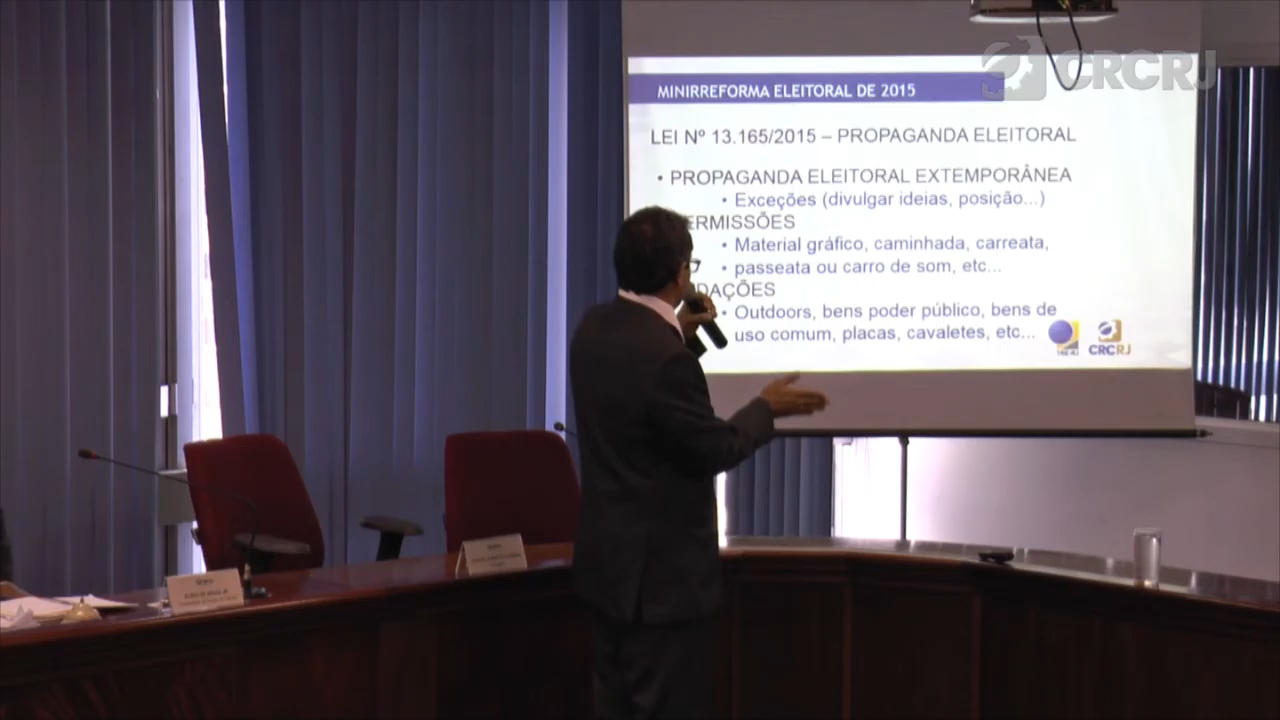 CRCRJ
MINIRREFORMA ELEITORAL DE 2015
LEI Nº 13.165/2015 – PROPAGANDA ELEITORAL
• PROPAGANDA ELEITORAL EXTEMPORÂNEA
• Exceções (divulgar ideias, posição...)
ERMISSÕES
• Material gráfico, caminhada, carreata,
• passeata ou carro de som, etc...
DAÇÕES
• Outdoors, bens poder público, bens de
uso comum, placas, cavaletes, etc...
CRCRJ